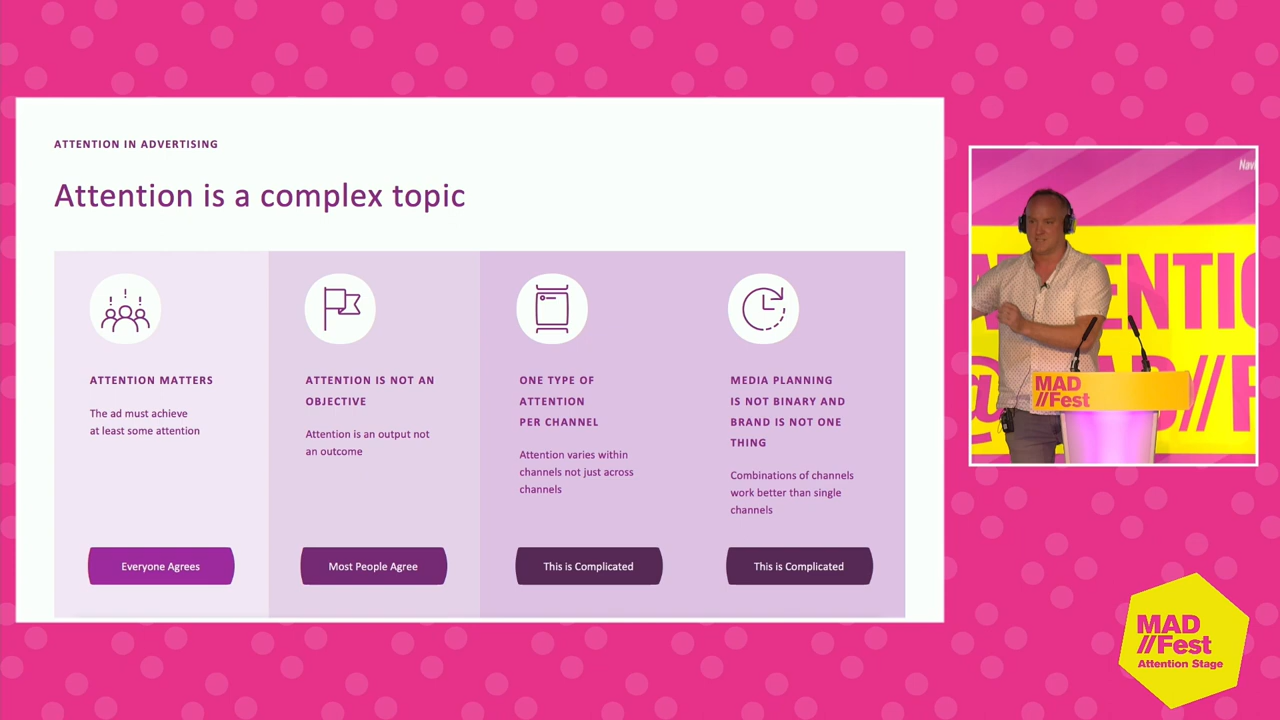 ATTENTION IN ADVERTISING
Attention is a complex topic
ATTENTION MATTERS
The ad must achieve
at least some attention
Everyone Agrees
ATTENTION IS NOT AN
OBJECTIVE
Attention is an output not
an outcome
Most People Agree
ONE TYPE OF
ATTENTION
PER CHANNEL
Attention varies within
channels not just across
channels
This is Complicated
MEDIA PLANNING
IS NOT BINARY AND
BRAND IS NOT ONE
THING
Combinations of channels
work better than single
channels
This is Complicated
MAD
//Fest
MAD
//Fest
Attention Stage